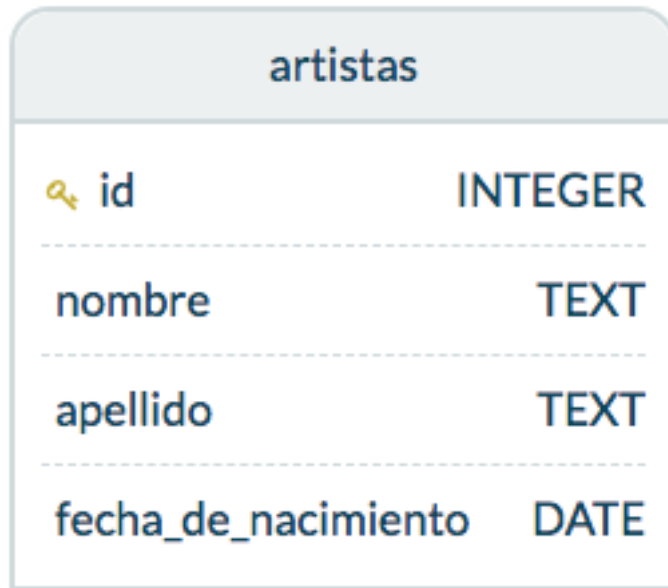 artistas
id INTEGER
nombre TEXT
apellido TEXT
fecha_de_nacimiento DATE